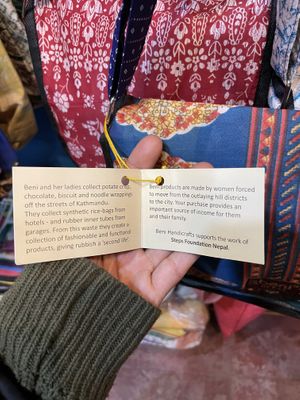 Beni and her ladies collect potato crisp,
chocolate, biscuit and noodle wrappers
off the streets of Kathmandu.
They collect synthetic rice-bags from
hotels - and rubber inner tubes from
garages. From this waste they create a
collection of fashionable and functional
products, giving rubbish a 'second life'.
Beni products are made by women forced
to move from the outlaying hill districts
to the city. Your purchase provides an
important source of income for them
and their family.
Beni Handicrafts supports the work of
Steps Foundation Nepal.